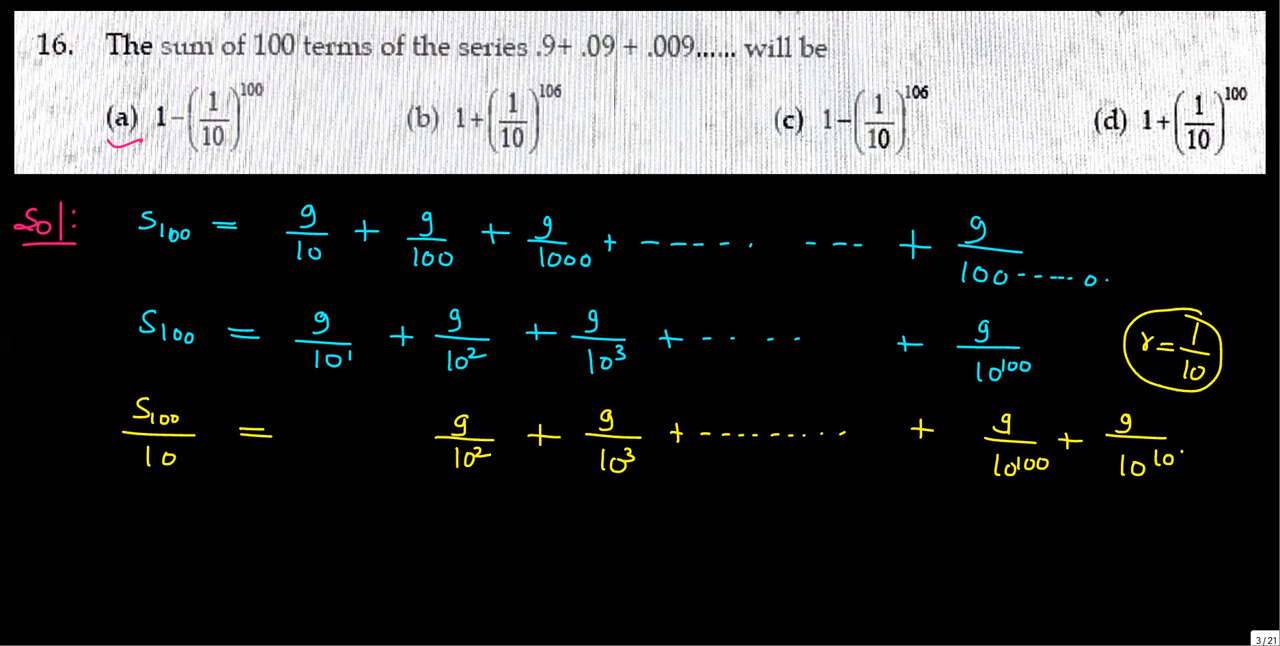 16. The sum of 100 terms of the series .9+ .09 + .009...... will be
(a) 1-(1/10)^100 (b) 1+(1/10)^106 (c) 1-(1/10)^106 (d) 1+(1/10)^100
Sol:
S₁₀₀ = 9/10 + 9/100 + 9/1000 + -----. --- + 9/100-----0.
S₁₀₀ = 9/10¹ + 9/10² + 9/10³ + -- -- -- + 9/10¹⁰⁰
r = 1/10
S₁₀₀/10 = 9/10² + 9/10³ + --------- + 9/10¹⁰⁰ + 9/10¹⁰·
3/21